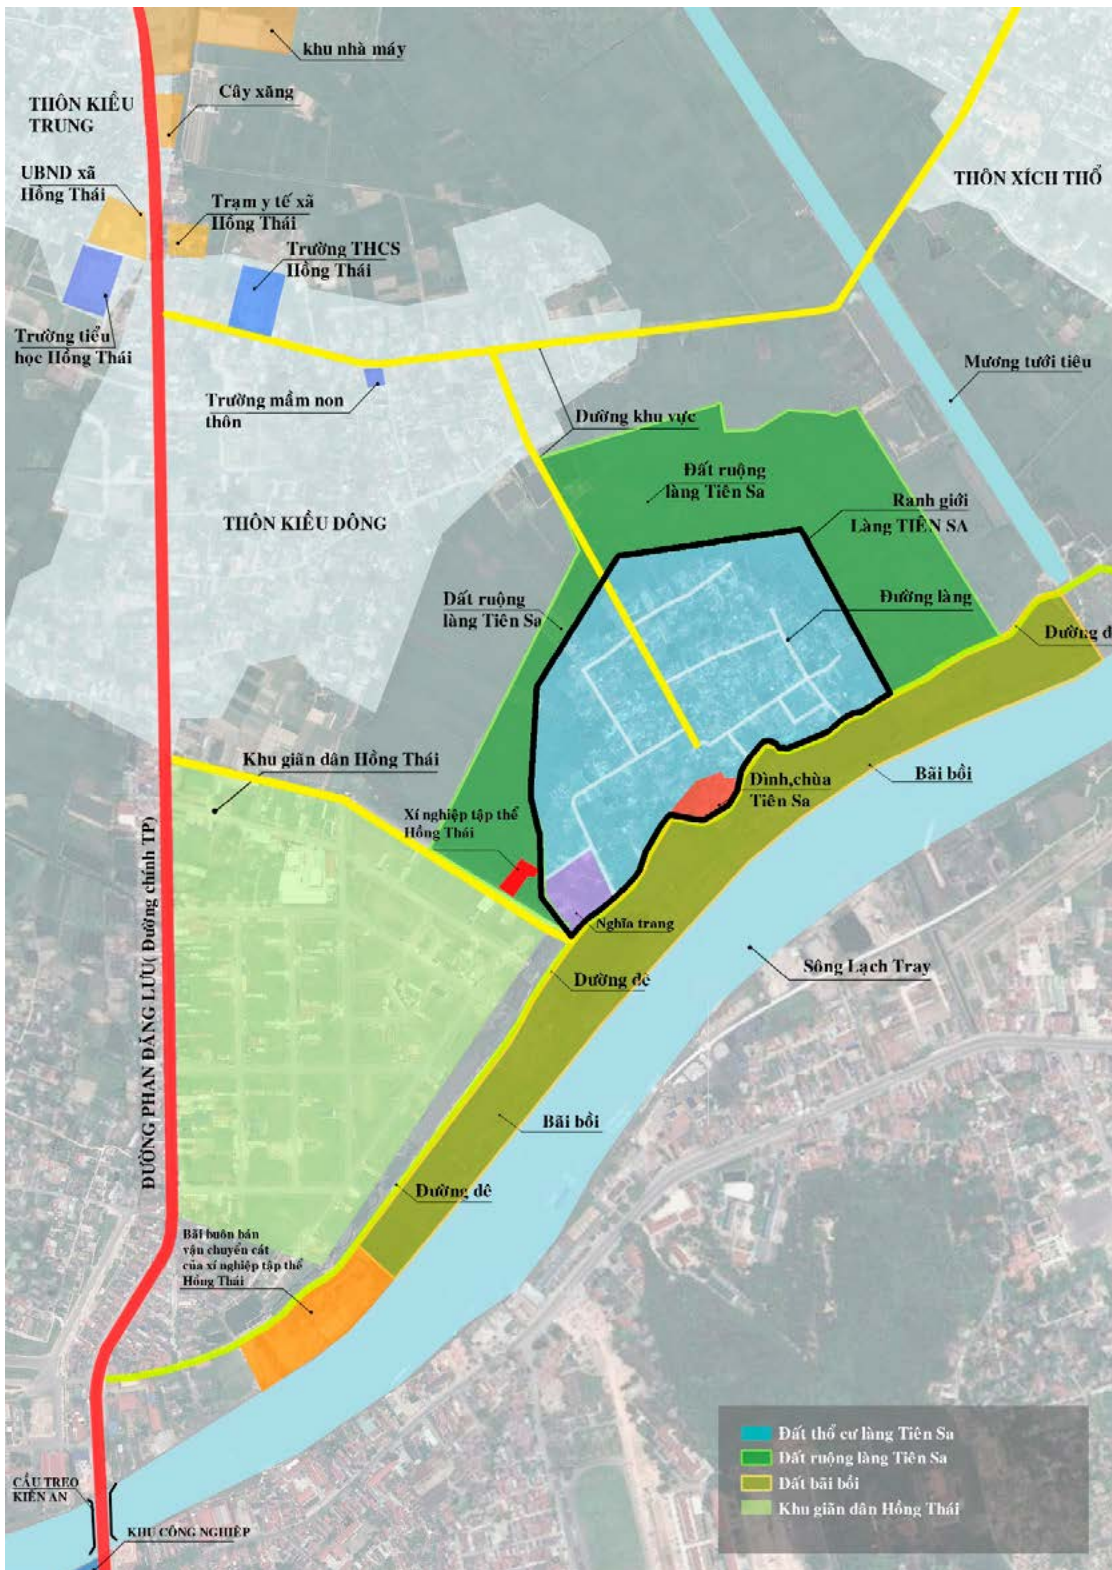 khu nhà máy
Cây xăng
THÔN KIỀU
TRUNG
UBND xã
Hồng Thái
THÔN XÍCH THỔ
Trạm y tế xã
Hồng Thái
Trường THCS
Hồng Thái
Trường tiểu
học Hồng Thái
Mương tưới tiêu
Trường mầm non
thôn
Đường khu vực
Đất ruộng
làng Tiên Sa
Ranh giới
Làng TIÊN SA
THÔN KIỀU ĐÔNG
Đất ruộng
làng Tiên Sa
Đường làng
Đường đ
Khu giãn dân Hồng Thái
Bãi bồi
Đình,chùa
Tiên Sa
Xí nghiệp tập thể
Hồng Thái
Nghĩa trang
Sông Lạch Tray
Đường đê
ĐƯỜNG PHAN ĐĂNG LƯU( Đường chính TP)
Bãi bồi
Đường đê
Bãi buôn bán
vận chuyển cát
của xí nghiệp tập thể
Hồng Thái
Đất thổ cư làng Tiên Sa
Đất ruộng làng Tiên Sa
Đất bãi bồi
Khu giãn dân Hồng Thái
CẦU TREO
KIẾN AN
KHU CÔNG NGHIỆP